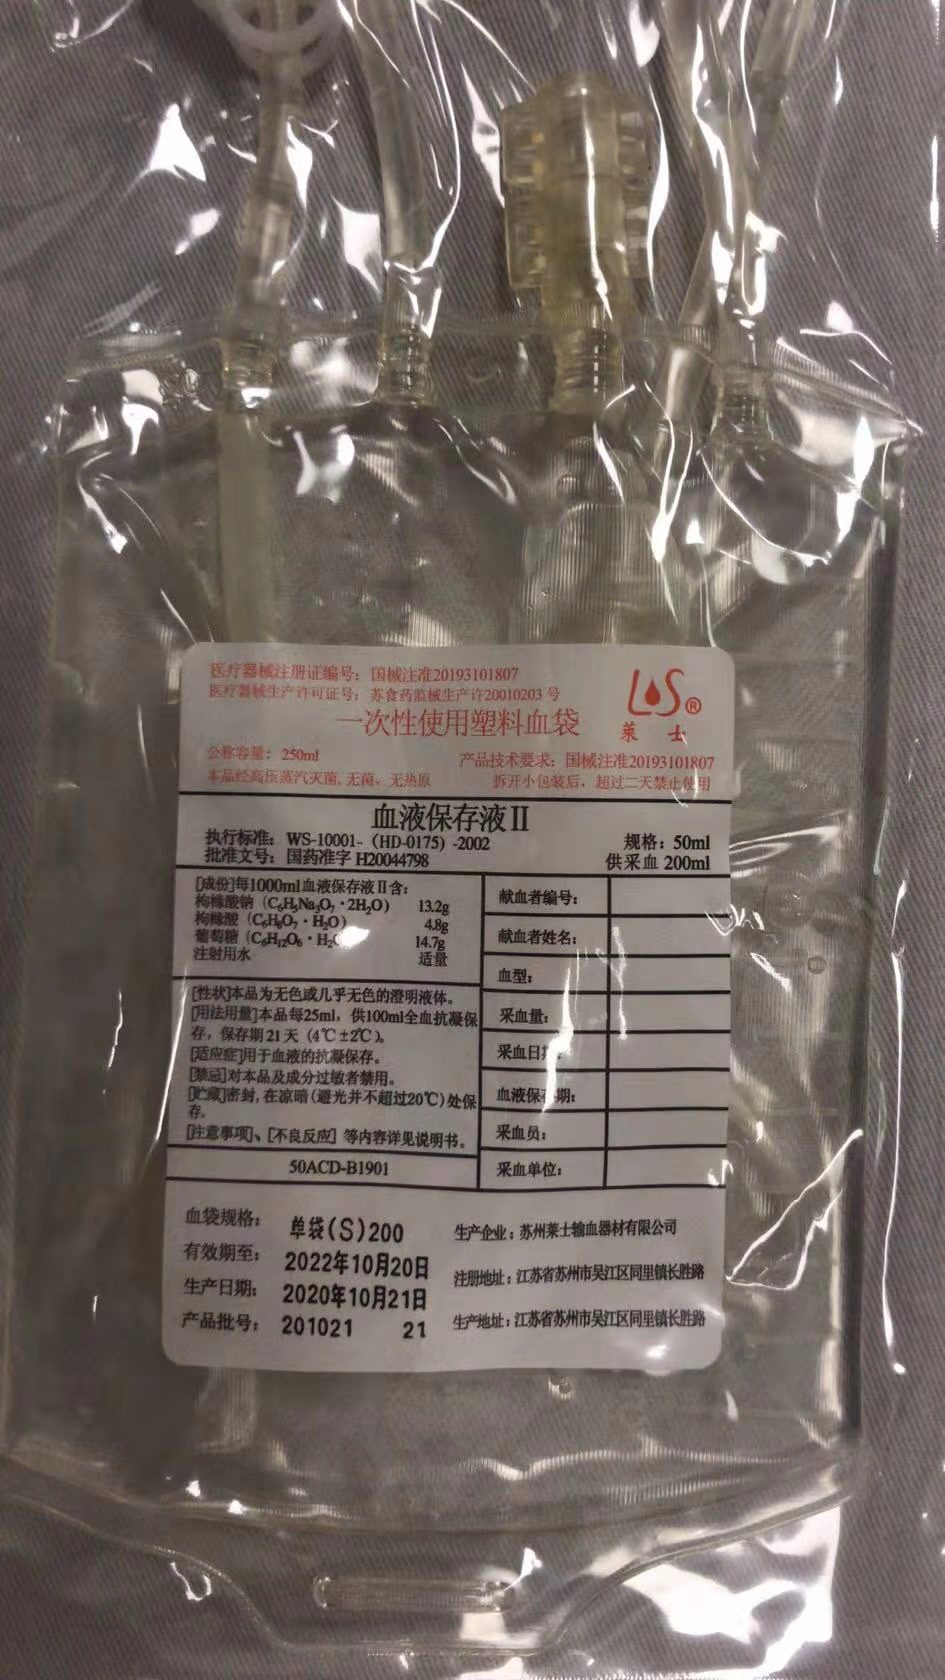 医疗器械注册证编号：国械注准20193101807
医疗器械生产许可证号：苏食药监械生产许20010203号
LS®
莱士
一次性使用塑料血袋
公称容量：250ml
产品技术要求：国械注准20193101807
本品经高压蒸汽灭菌,无菌、无热原
拆开小包装后，超过二天禁止使用
血液保存液II
执行标准：WS-10001-（HD-0175）-2002
规格：50ml
批准文号：国药准字H20044798
供采血 200ml
[成份]每1000ml血液保存液II含：
枸橼酸钠（C₆H₅Na₃O₇·2H₂O） 13.2g
枸橼酸（C₆H₈O₇·H₂O） 4.8g
葡萄糖（C₆H₁₂O₆·H₂O 14.7g
注射用水 适量
[性状]本品为无色或几乎无色的澄明液体。
[用法用量]本品每25ml，供100ml全血抗凝保
存，保存期21天（4℃±2℃）。
[适应症]用于血液的抗凝保存。
[禁忌]对本品及成分过敏者禁用。
[贮藏]密封,在凉暗(避光并不超过20℃)处保
存。
[注意事项]、[不良反应] 等内容详见说明书。
50ACD-B1901
献血者编号：
献血者姓名：
血型：
采血量：
采血日期：
血液保存期：
采血员：
采血单位：
血袋规格： 单袋(S)200
有效期至： 2022年10月20日
生产日期： 2020年10月21日
产品批号： 201021 21
生产企业：苏州莱士输血器材有限公司
注册地址：江苏省苏州市吴江区同里镇长胜路
生产地址：江苏省苏州市吴江区同里镇长胜路